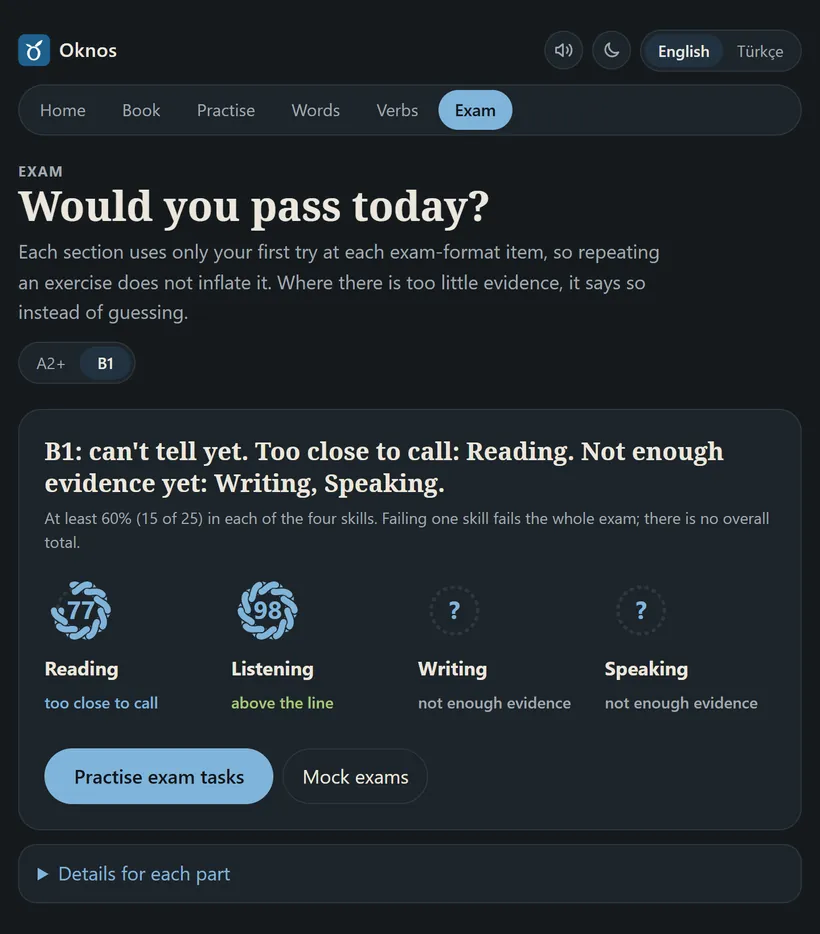 Oknos
English
Türkçe
Home
Book
Practise
Words
Verbs
Exam
EXAM
Would you pass today?
Each section uses only your first try at each exam-format item, so repeating
an exercise does not inflate it. Where there is too little evidence, it says so
instead of guessing.
A2+
B1
B1: can't tell yet. Too close to call: Reading. Not enough
evidence yet: Writing, Speaking.
At least 60% (15 of 25) in each of the four skills. Failing one skill fails the whole exam; there is no overall
total.
77
Reading
too close to call
98
Listening
above the line
?
Writing
not enough evidence
?
Speaking
not enough evidence
Practise exam tasks
Mock exams
Details for each part